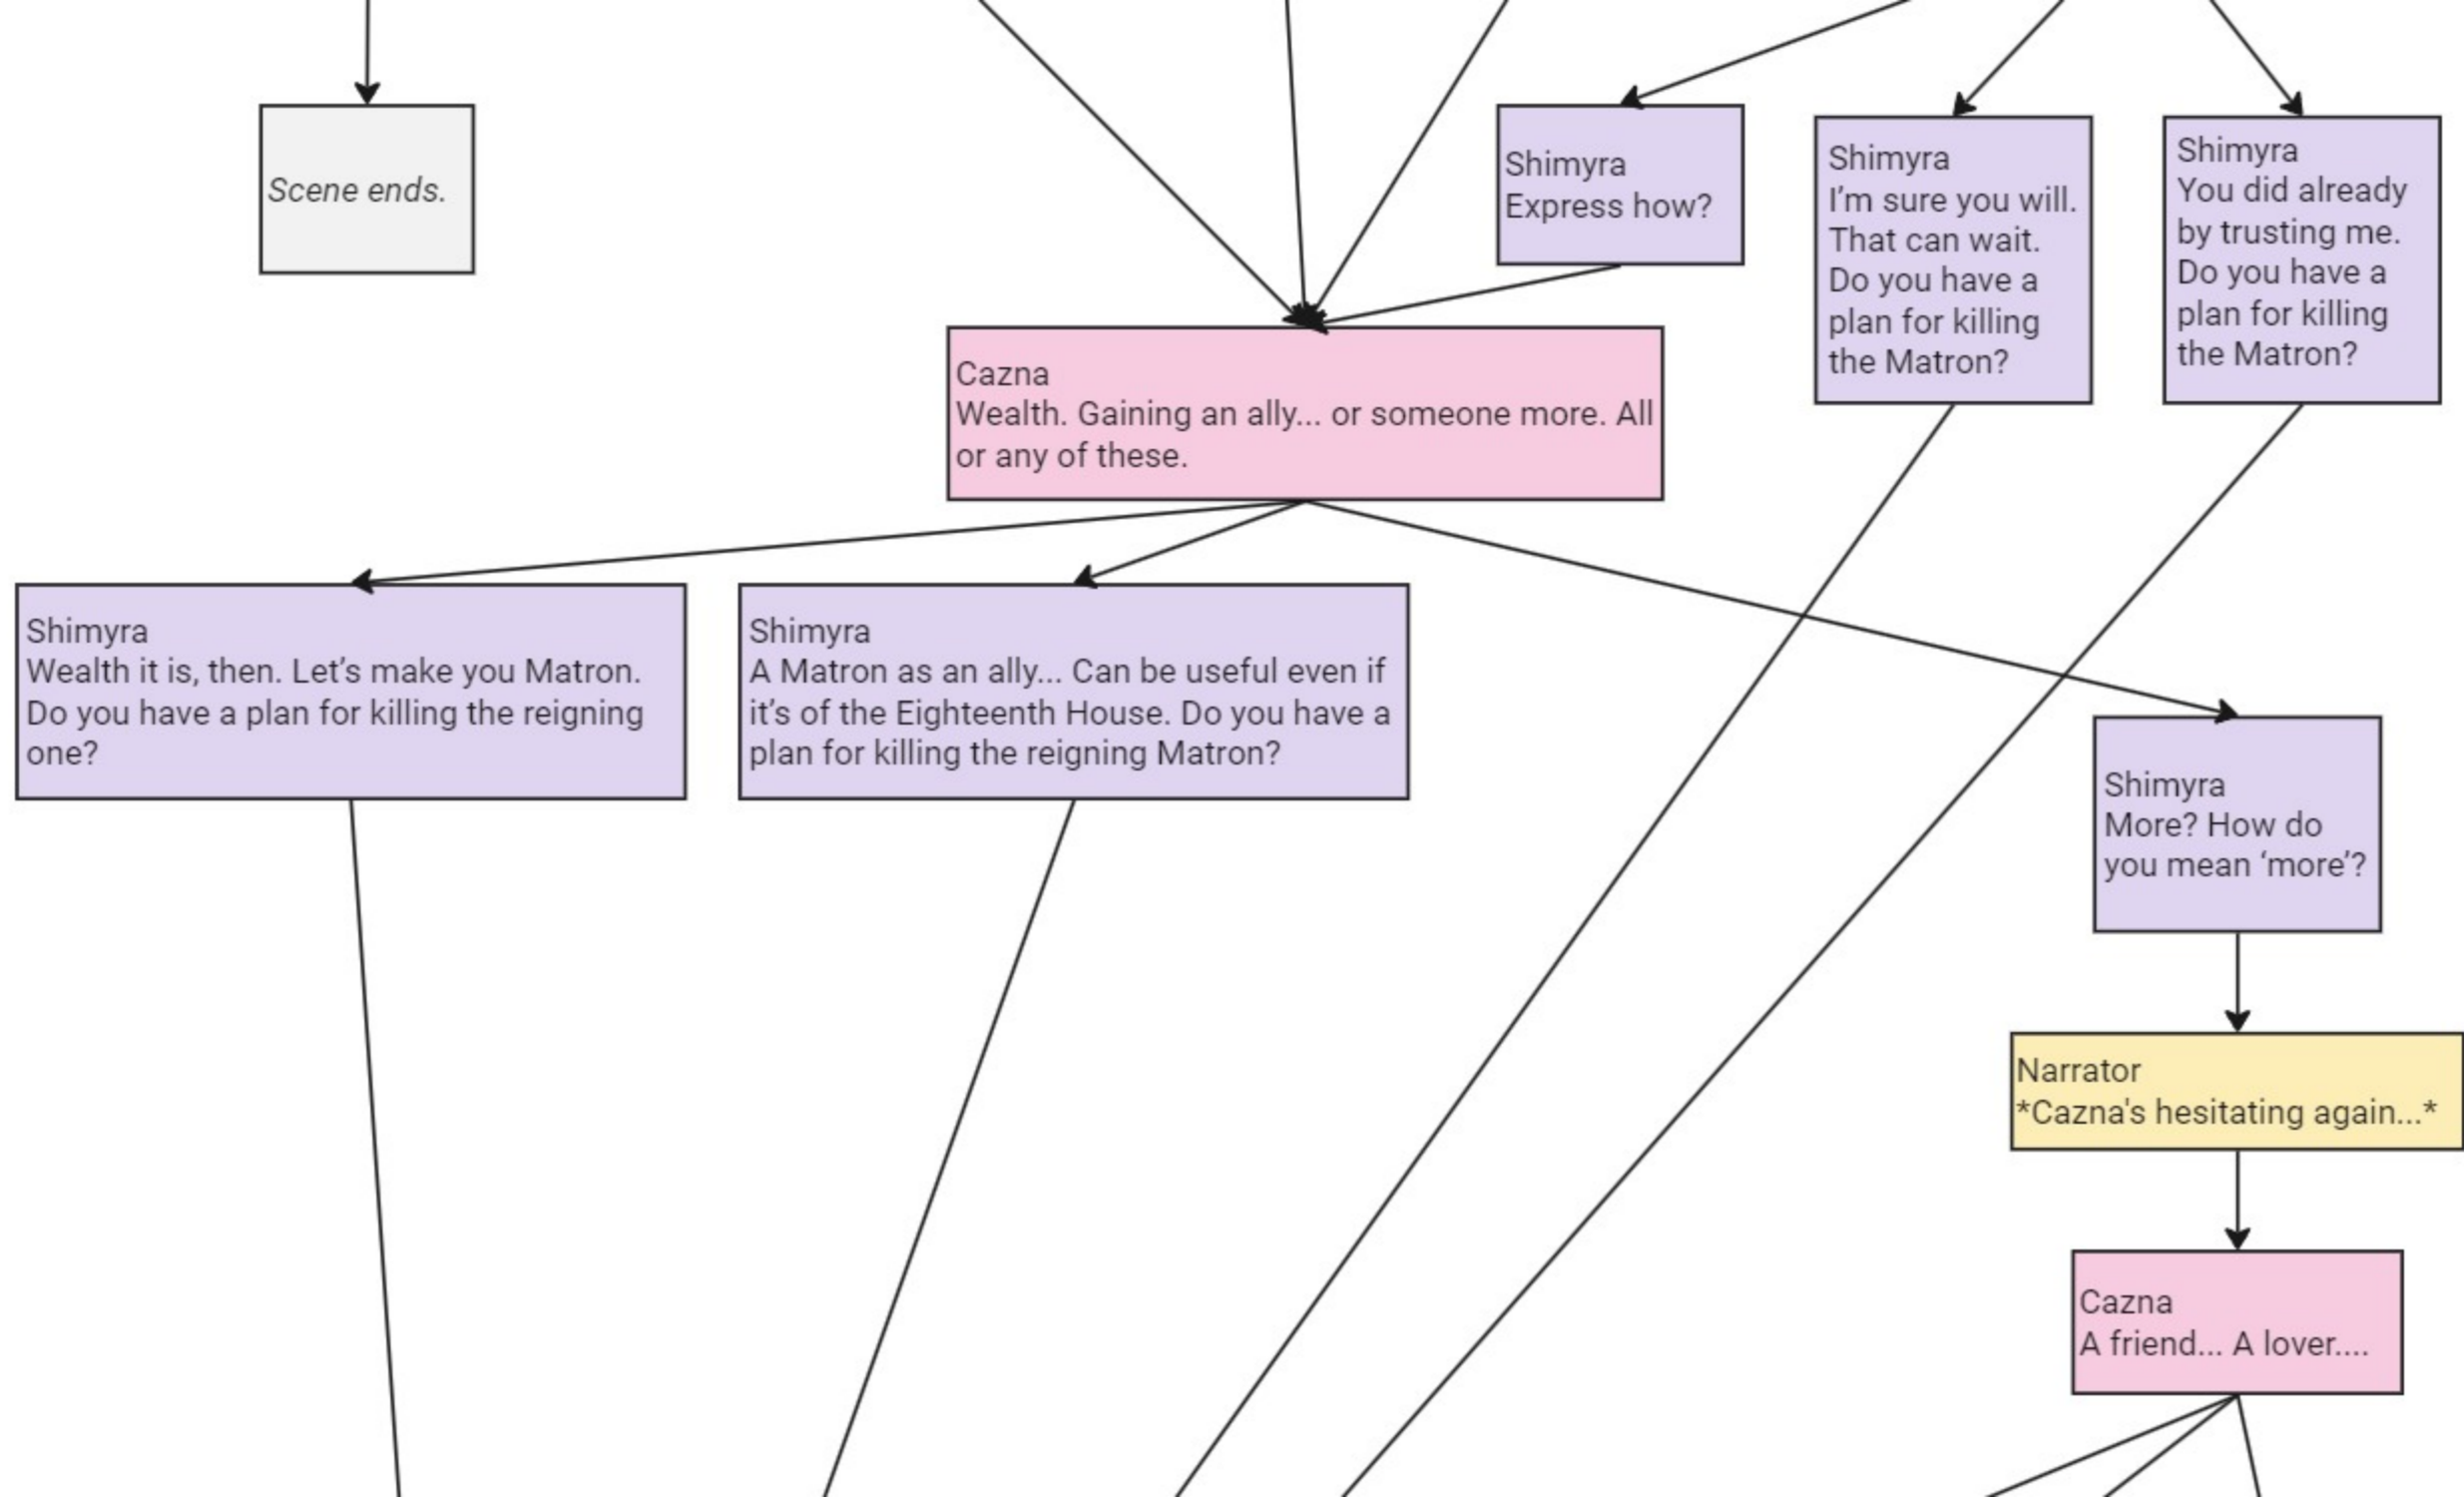 Scene ends.
Shimyra
Express how?
Shimyra
I’m sure you will.
That can wait.
Do you have a
plan for killing
the Matron?
Shimyra
You did already
by trusting me.
Do you have a
plan for killing
the Matron?
Cazna
Wealth. Gaining an ally... or someone more. All
or any of these.
Shimyra
Wealth it is, then. Let’s make you Matron.
Do you have a plan for killing the reigning
one?
Shimyra
A Matron as an ally... Can be useful even if
it’s of the Eighteenth House. Do you have a
plan for killing the reigning Matron?
Shimyra
More? How do
you mean ‘more’?
Narrator
*Cazna's hesitating again...*
Cazna
A friend... A lover....